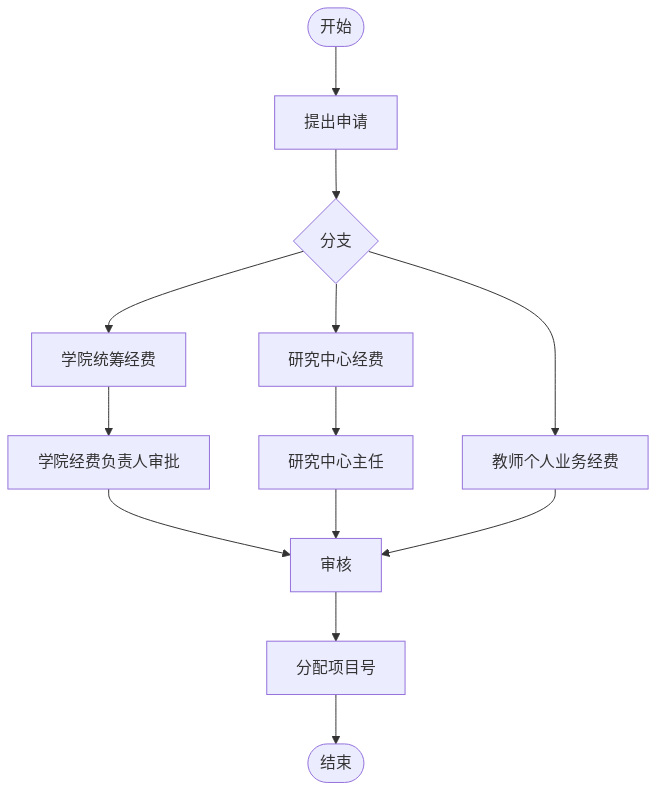 开始
提出申请
分支
学院统筹经费
研究中心经费
学院经费负责人审批
研究中心主任
教师个人业务经费
审核
分配项目号
结束